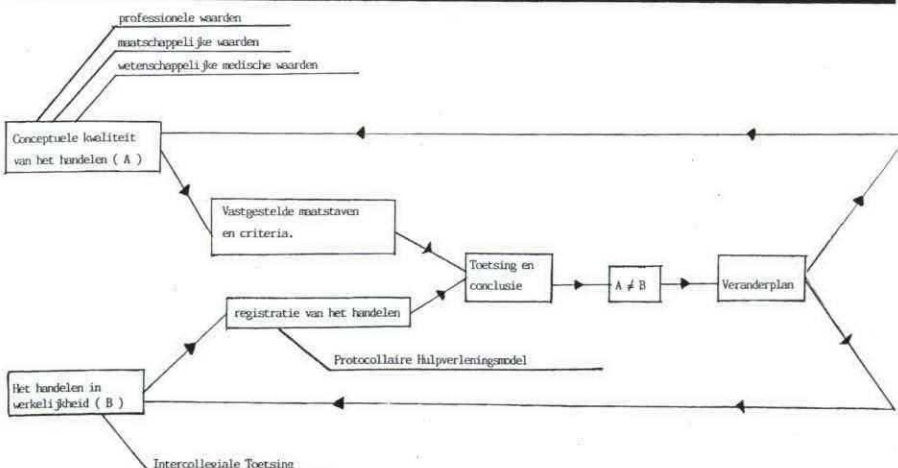 professionele waarden
maatschappelijke waarden
wetenschappelijke medische waarden
Conceptuele kwaliteit
van het handelen ( A )
Vastgestelde maatstaven
en criteria.
Toetsing en
conclusie
A ≠ B
Veranderplan
registratie van het handelen
Protocollaire Hulpverleningsmodel
Het handelen in
werkelijkheid ( B )
Intercollegiale Toetsing